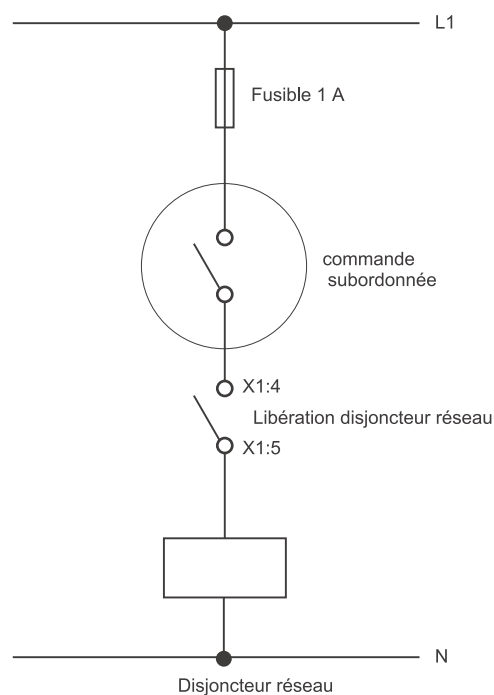 L1
Fusible 1 A
commande
subordonnée
X1:4
Libération disjoncteur réseau
X1:5
N
Disjoncteur réseau